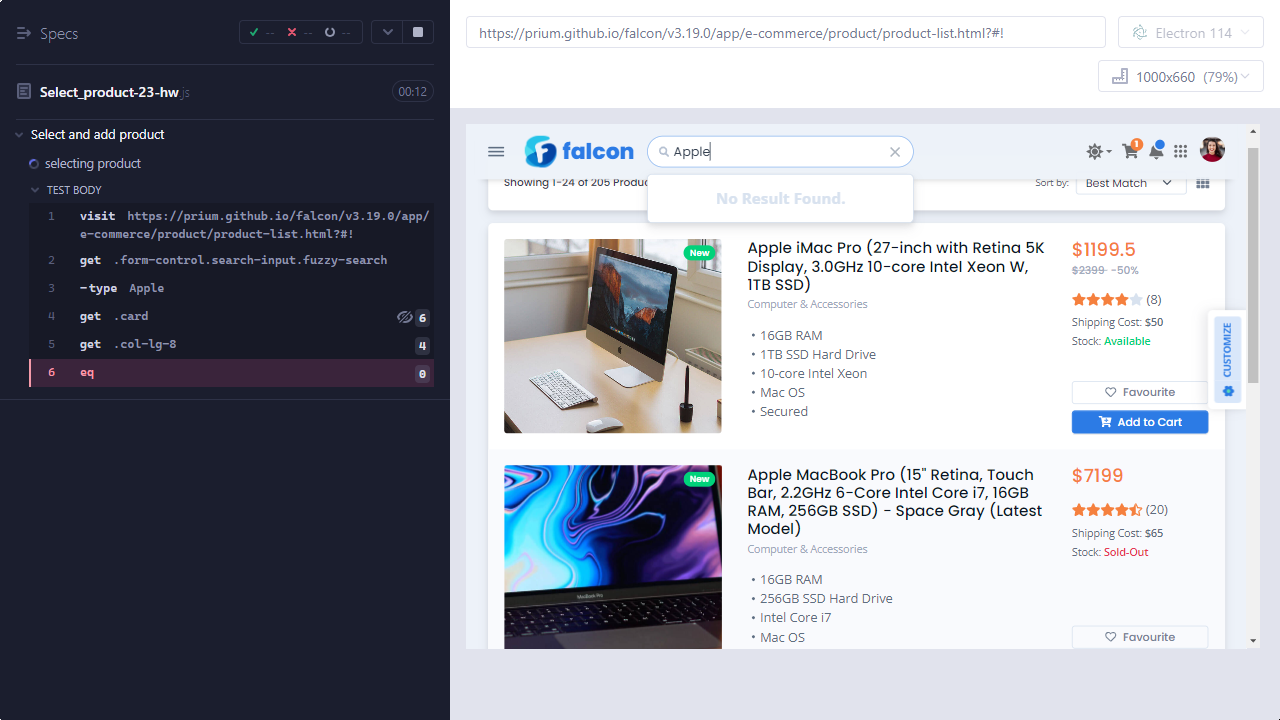 Specs
-- -- --
Select_product-23-hw js
00:12
Select and add product
selecting product
TEST BODY
1 visit https://prium.github.io/falcon/v3.19.0/app/
e-commerce/product/product-list.html?#!
2 get .form-control.search-input.fuzzy-search
3 -type Apple
4 get .card 6
5 get .col-lg-8 4
6 eq 0
https://prium.github.io/falcon/v3.19.0/app/e-commerce/product/product-list.html?#!
Electron 114
1000x660 (79%)
falcon
Apple
1
Showing 1-24 of 205 Produc
Sort by: Best Match
No Result Found.
New
Apple iMac Pro (27-inch with Retina 5K
Display, 3.0GHz 10-core Intel Xeon W,
1TB SSD)
Computer & Accessories
• 16GB RAM
• 1TB SSD Hard Drive
• 10-core Intel Xeon
• Mac OS
• Secured
$1199.5
$2399 -50%
(8)
Shipping Cost: $50
Stock: Available
Favourite
Add to Cart
CUSTOMIZE
New
MacBook Pro
Apple MacBook Pro (15" Retina, Touch
Bar, 2.2GHz 6-Core Intel Core i7, 16GB
RAM, 256GB SSD) - Space Gray (Latest
Model)
Computer & Accessories
• 16GB RAM
• 256GB SSD Hard Drive
• Intel Core i7
• Mac OS
$7199
(20)
Shipping Cost: $65
Stock: Sold-Out
Favourite